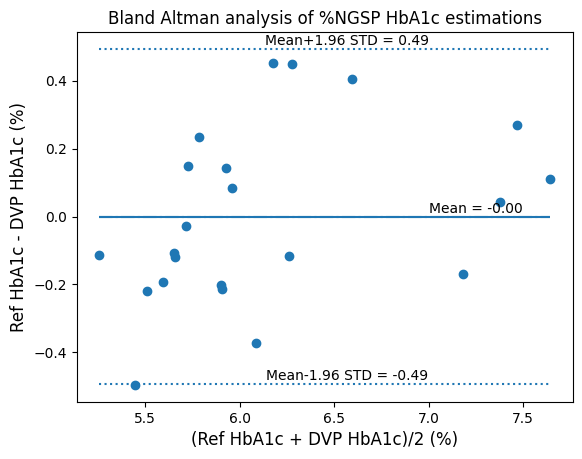 Bland Altman analysis of %NGSP HbA1c estimations
Mean+1.96 STD = 0.49
0.4
0.2
0.0
−0.2
−0.4
Ref HbA1c - DVP HbA1c (%)
Mean = -0.00
Mean-1.96 STD = -0.49
5.5 6.0 6.5 7.0 7.5
(Ref HbA1c + DVP HbA1c)/2 (%)